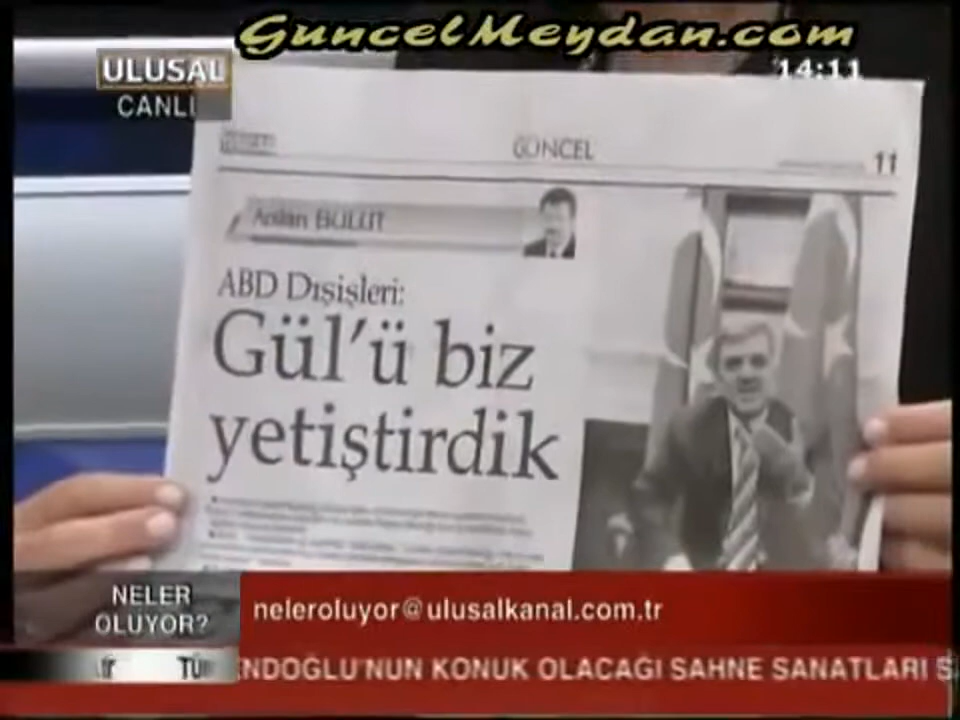 GuncelMeydan.com
ULUSAL
CANLI
14:11
GÜNCEL
11
Arslan BULUT
ABD Dışişleri:
Gül'ü biz
yetiştirdik
NELER
OLUYOR?
neleroluyor@ulusalkanal.com.tr
ENDOĞLU'NUN KONUK OLACAĞI SAHNE SANATLARI